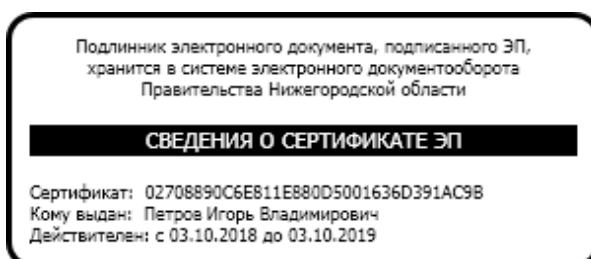 Подлинник электронного документа, подписанного ЭП,
хранится в системе электронного документооборота
Правительства Нижегородской области
СВЕДЕНИЯ О СЕРТИФИКАТЕ ЭП
Сертификат: 02708890C6E811E880D5001636D391AC9B
Кому выдан: Петров Игорь Владимирович
Действителен: с 03.10.2018 до 03.10.2019